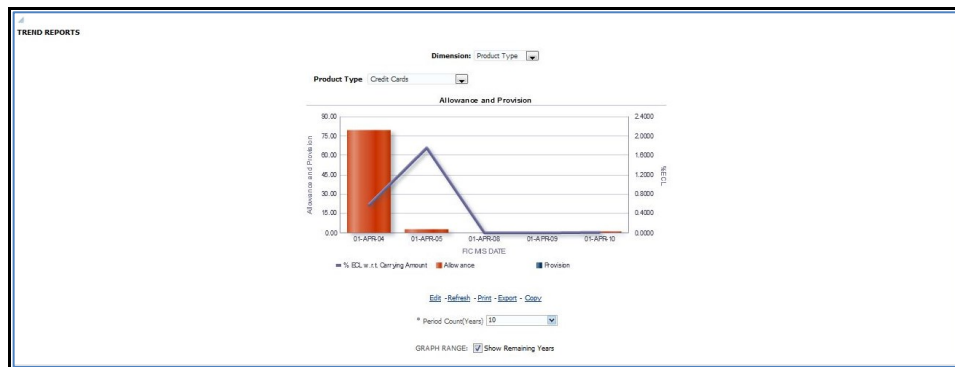 TREND REPORTS
Dimension: Product Type
Product Type Credit Cards
Allowance and Provision
90.00 2.4000
75.00 2.0000
60.00 1.6000
45.00 1.2000
30.00 0.8000
15.00 0.4000
0.00 0.0000
Allowance and Provision
%ECL
01-APR-04 01-APR-05 01-APR-08 01-APR-09 01-APR-10
FIC MIS DATE
% ECL w.r.t. Carrying Amount Allowance Provision
Edit - Refresh - Print - Export - Copy
* Period Count(Years) 10
GRAPH RANGE: Show Remaining Years